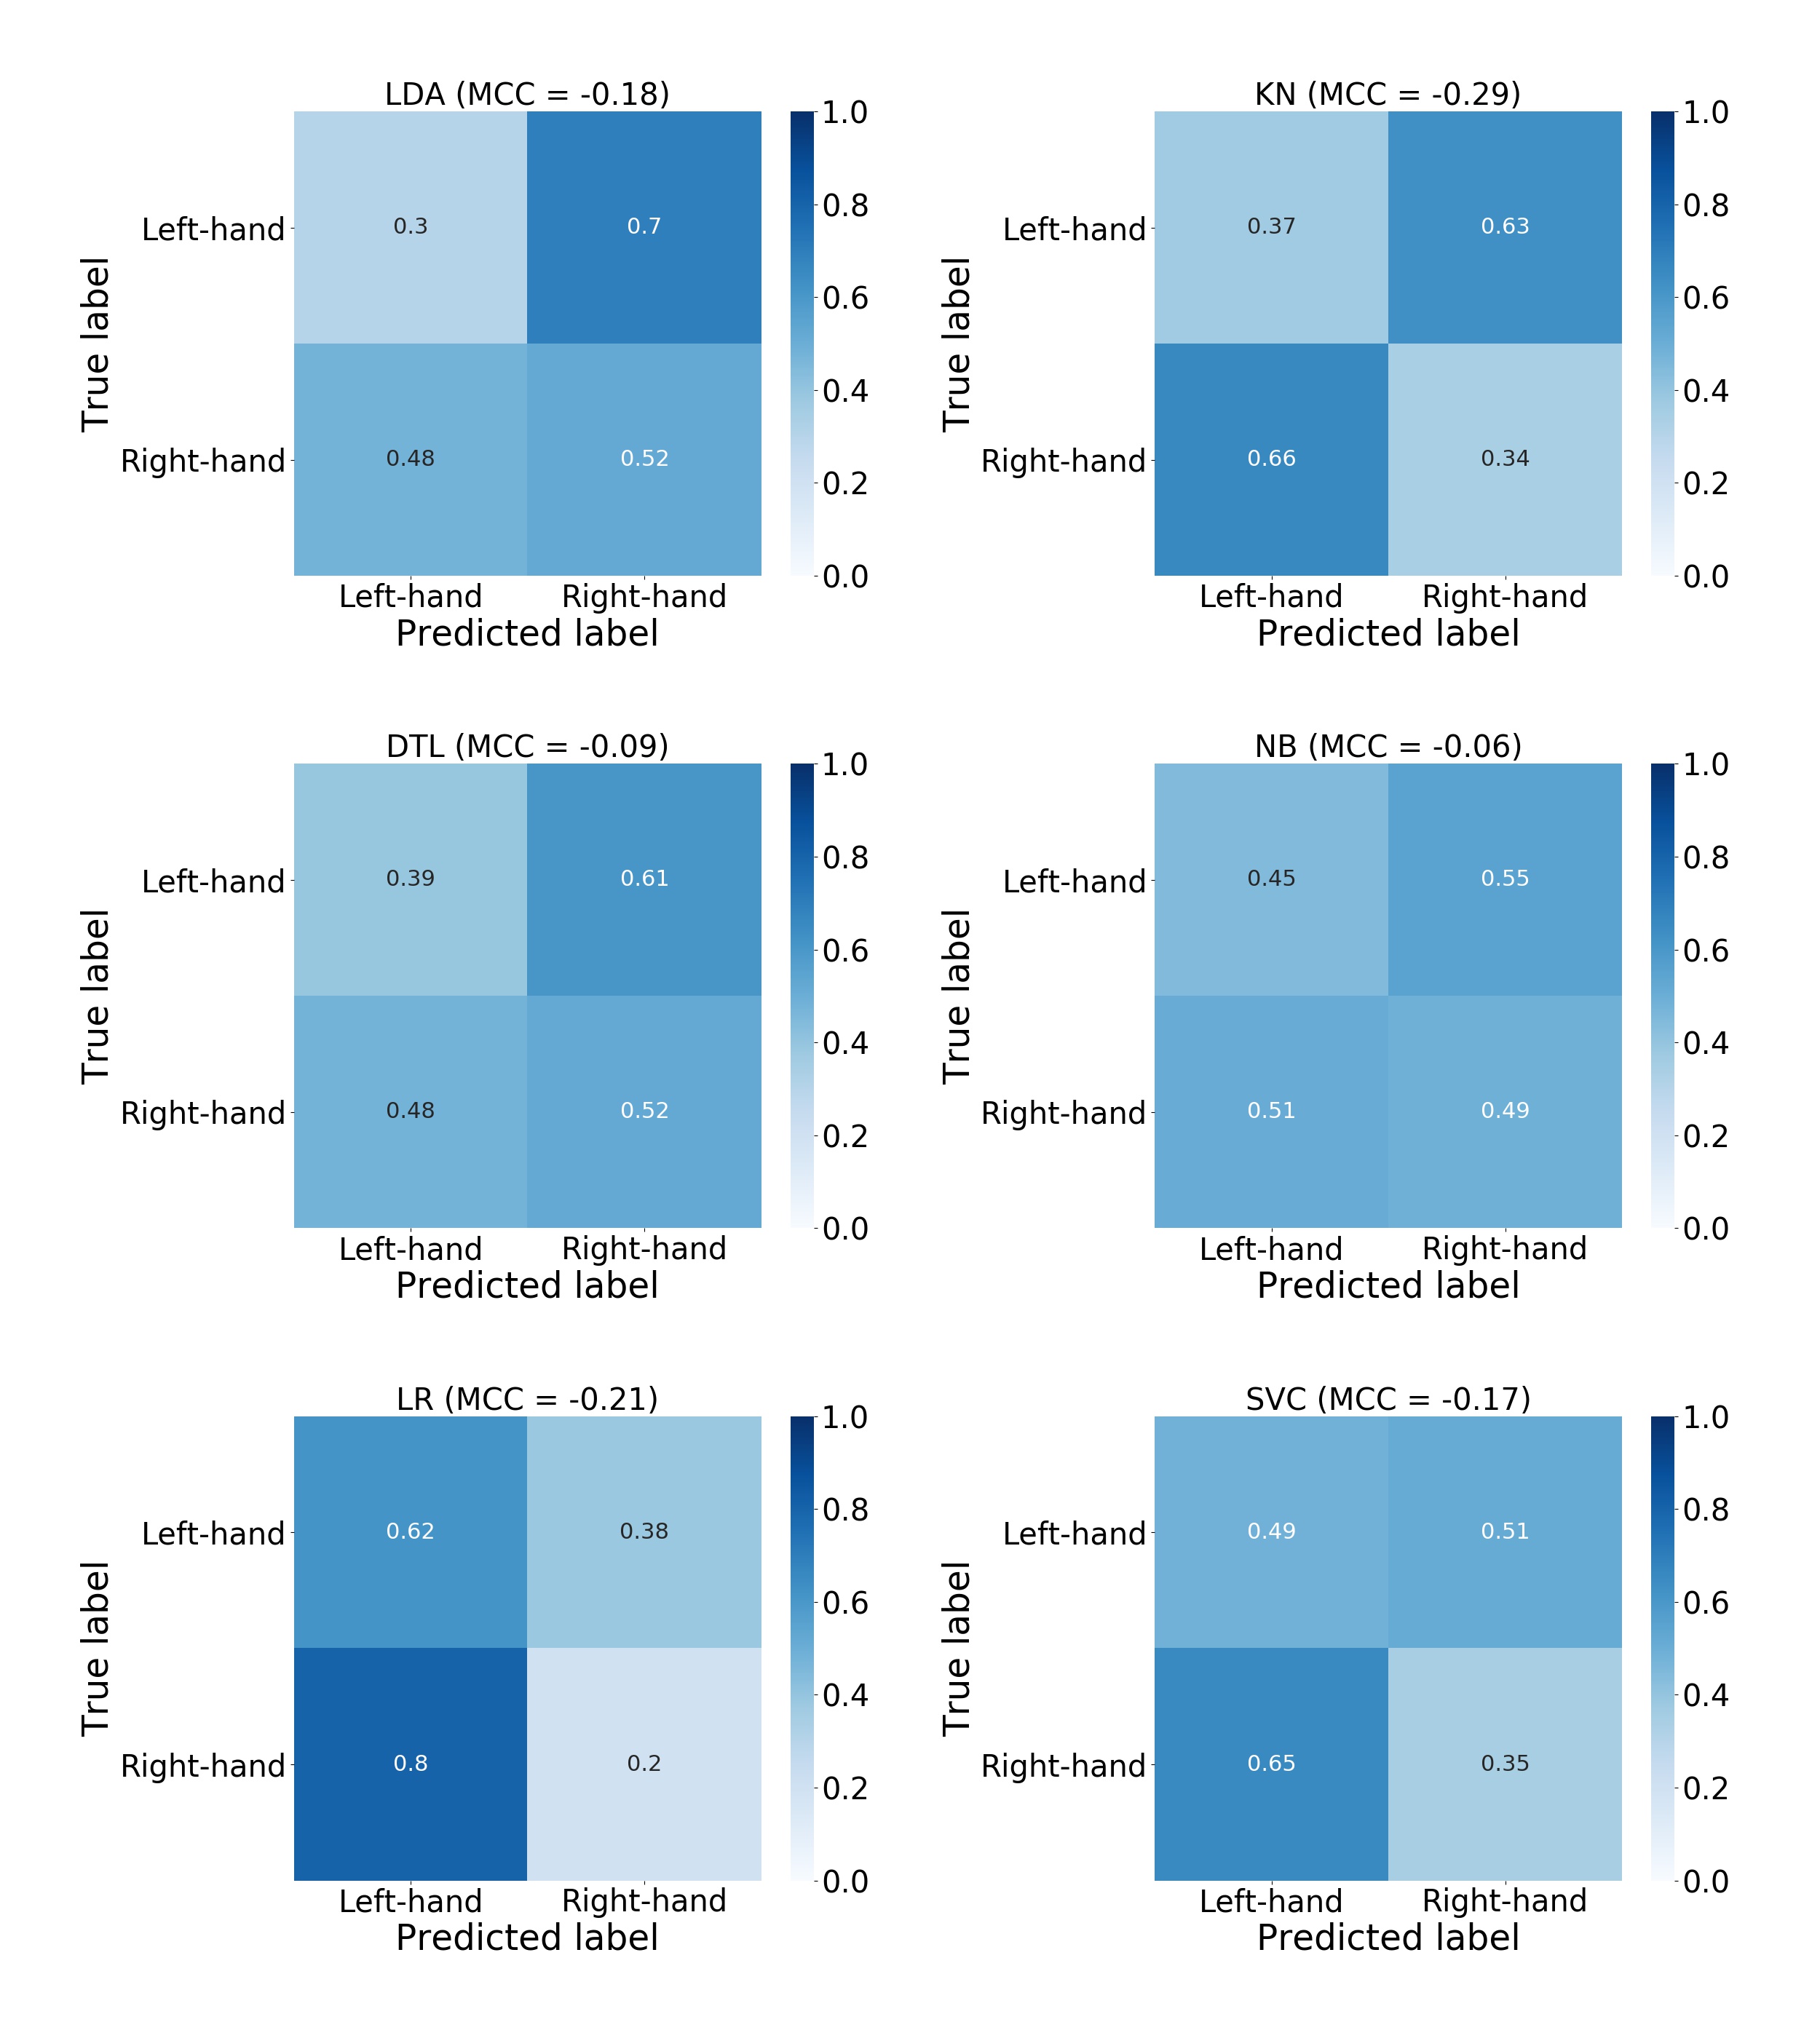 LDA (MCC = -0.18)
1.0
0.8
0.6
0.4
0.2
0.0
True label
Left-hand
0.3 0.7
Right-hand
0.48 0.52
Left-hand Right-hand
Predicted label
KN (MCC = -0.29)
1.0
0.8
0.6
0.4
0.2
0.0
True label
Left-hand
0.37 0.63
Right-hand
0.66 0.34
Left-hand Right-hand
Predicted label
DTL (MCC = -0.09)
1.0
0.8
0.6
0.4
0.2
0.0
True label
Left-hand
0.39 0.61
Right-hand
0.48 0.52
Left-hand Right-hand
Predicted label
NB (MCC = -0.06)
1.0
0.8
0.6
0.4
0.2
0.0
True label
Left-hand
0.45 0.55
Right-hand
0.51 0.49
Left-hand Right-hand
Predicted label
LR (MCC = -0.21)
1.0
0.8
0.6
0.4
0.2
0.0
True label
Left-hand
0.62 0.38
Right-hand
0.8 0.2
Left-hand Right-hand
Predicted label
SVC (MCC = -0.17)
1.0
0.8
0.6
0.4
0.2
0.0
True label
Left-hand
0.49 0.51
Right-hand
0.65 0.35
Left-hand Right-hand
Predicted label